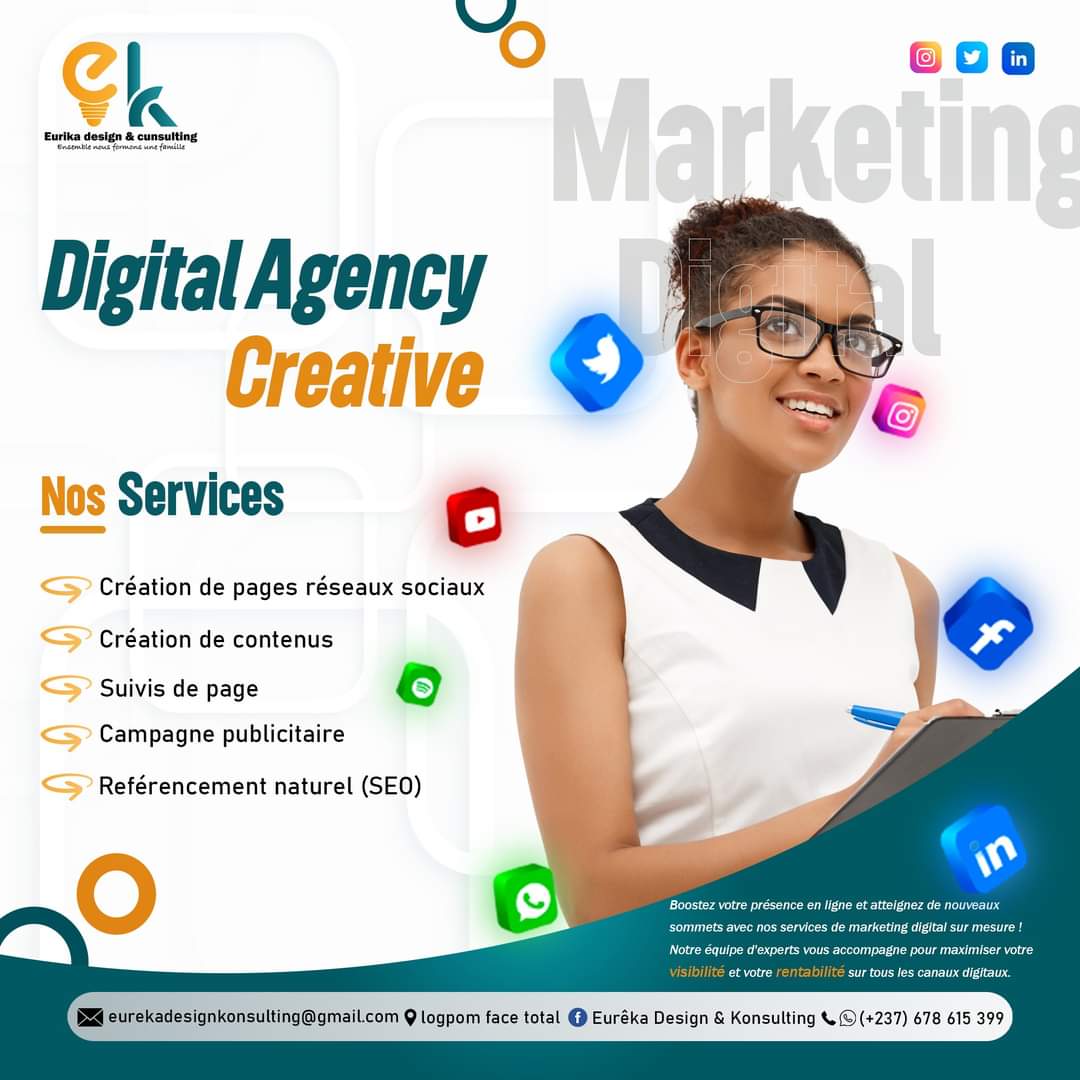 ek
Eurika design & cunsulting
Ensemble nous formons une famille
Marketing
Digital
Digital Agency
Creative
Nos Services
Création de pages réseaux sociaux
Création de contenus
Suivis de page
Campagne publicitaire
Reférencement naturel (SEO)
in
f
in
Boostez votre présence en ligne et atteignez de nouveaux
sommets avec nos services de marketing digital sur mesure !
Notre équipe d'experts vous accompagne pour maximiser votre
visibilité et votre rentabilité sur tous les canaux digitaux.
eurekadesignkonsulting@gmail.com logpom face total f Eurêka Design & Konsulting (+237) 678 615 399